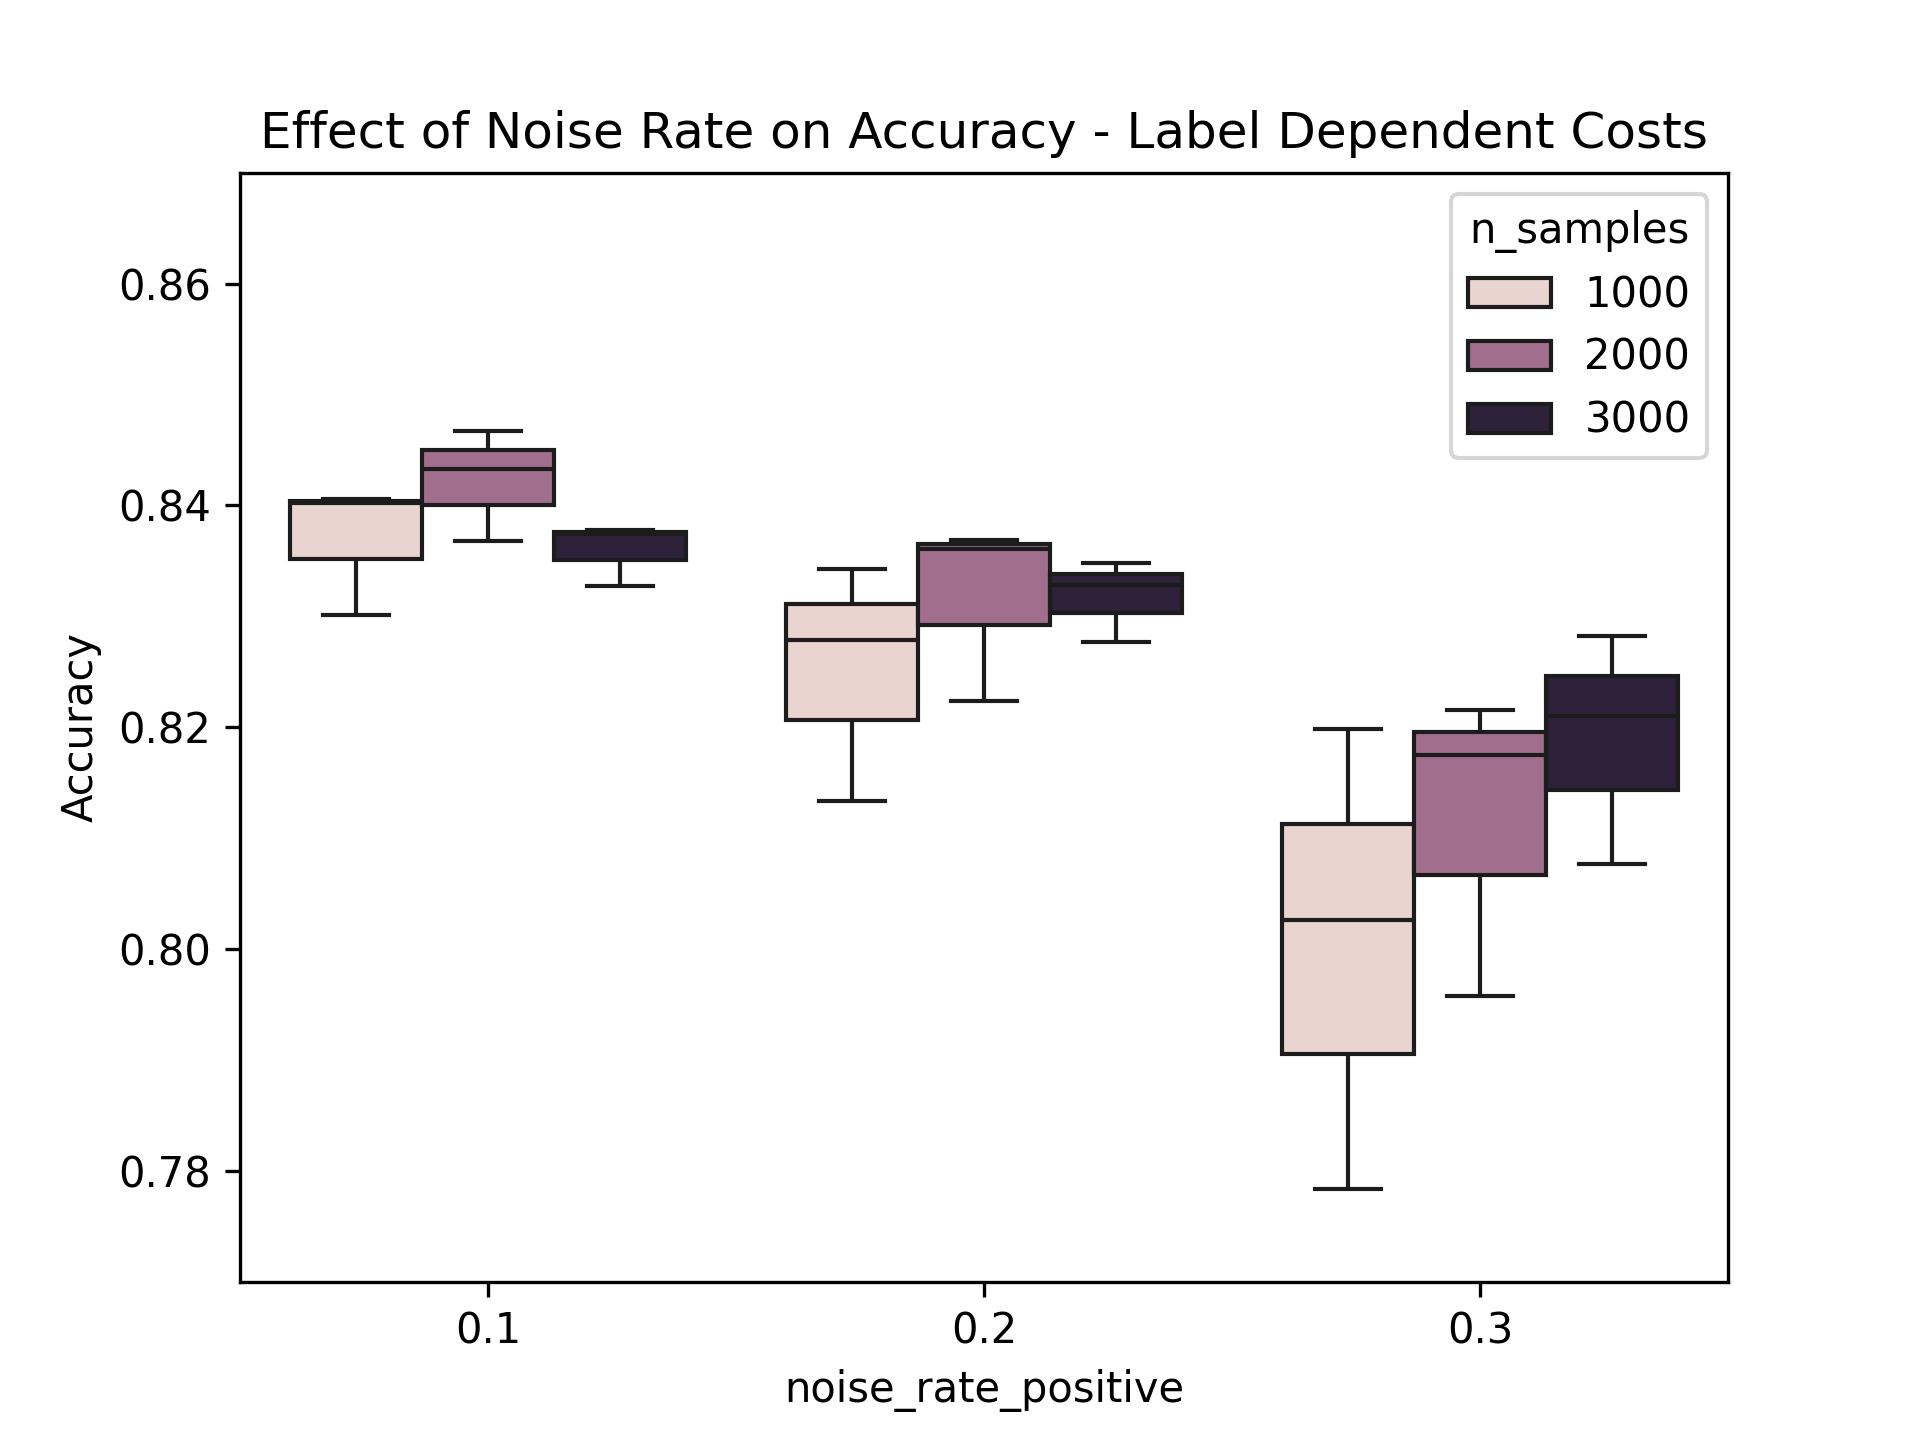 Effect of Noise Rate on Accuracy - Label Dependent Costs
n_samples
1000
2000
3000
0.86
0.84
0.82
0.80
0.78
Accuracy
0.1
0.2
0.3
noise_rate_positive